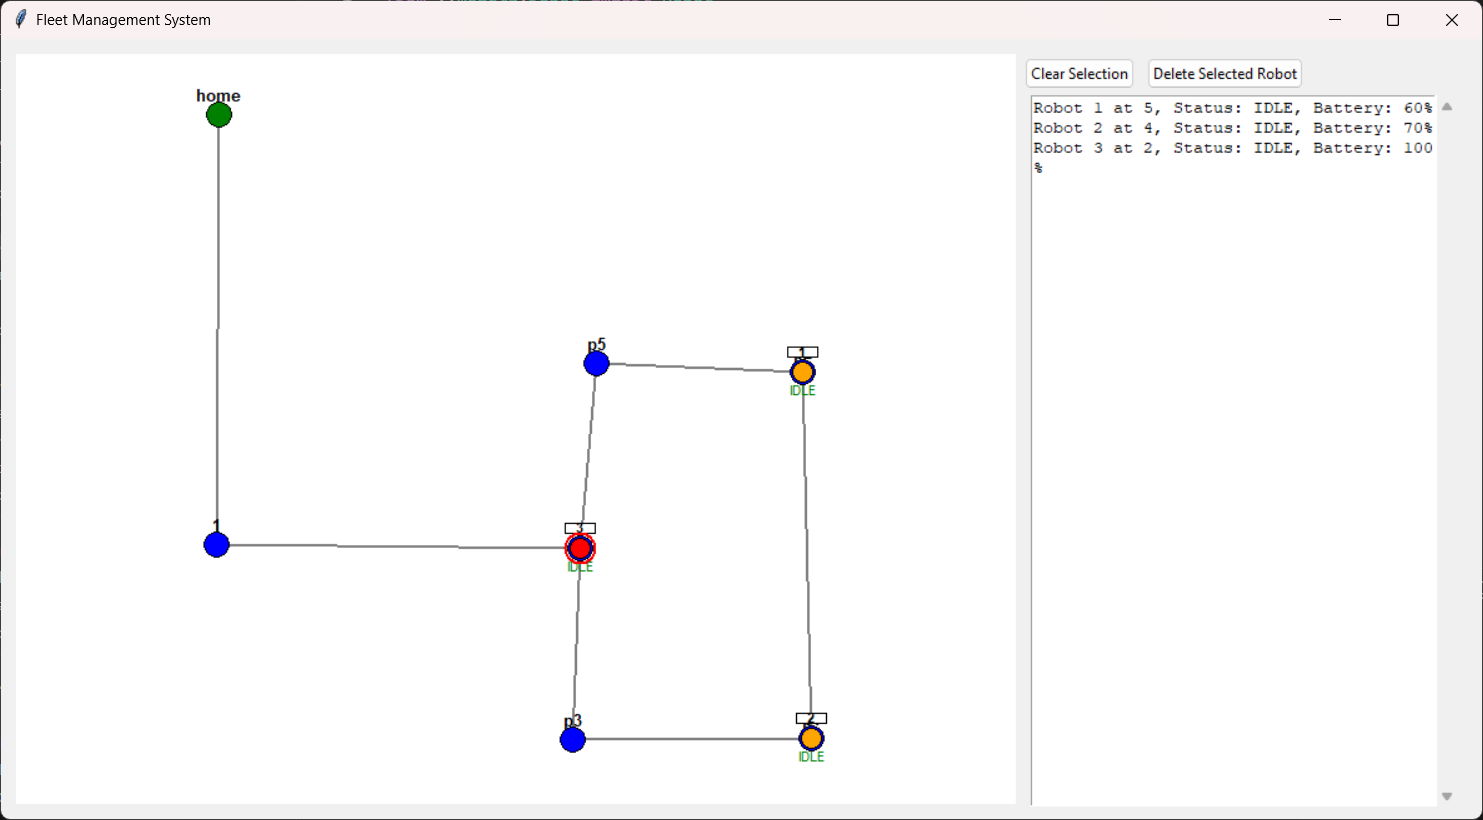 Fleet Management System
Clear Selection
Delete Selected Robot
Robot 1 at 5, Status: IDLE, Battery: 60%
Robot 2 at 4, Status: IDLE, Battery: 70%
Robot 3 at 2, Status: IDLE, Battery: 100
%
home
p5
1
IDLE
1
3
IDLE
p3
2
IDLE